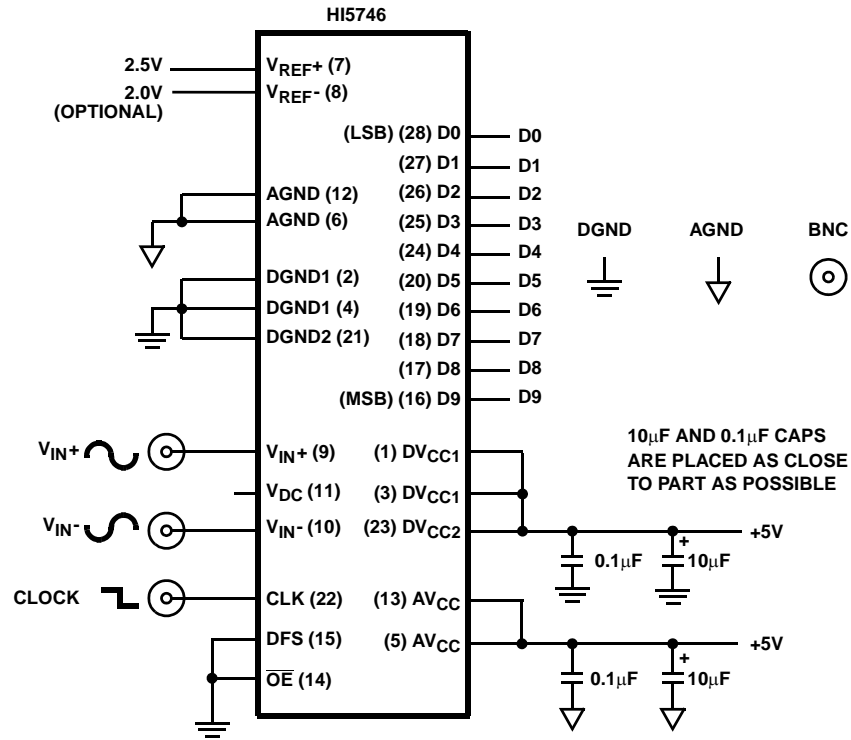 HI5746
2.5V
V_REF+ (7)
2.0V
(OPTIONAL)
V_REF- (8)
(LSB) (28) D0
D0
(27) D1
D1
AGND (12)
(26) D2
D2
AGND (6)
(25) D3
D3
DGND
AGND
BNC
(24) D4
D4
DGND1 (2)
(20) D5
D5
DGND1 (4)
(19) D6
D6
DGND2 (21)
(18) D7
D7
(17) D8
D8
(MSB) (16) D9
D9
V_IN+
V_IN+ (9)
(1) DV_CC1
10µF AND 0.1µF CAPS
ARE PLACED AS CLOSE
TO PART AS POSSIBLE
V_DC (11)
(3) DV_CC1
V_IN-
V_IN- (10)
(23) DV_CC2
+5V
0.1µF
+
10µF
CLOCK
CLK (22)
(13) AV_CC
DFS (15)
(5) AV_CC
+5V
OE (14)
0.1µF
+
10µF